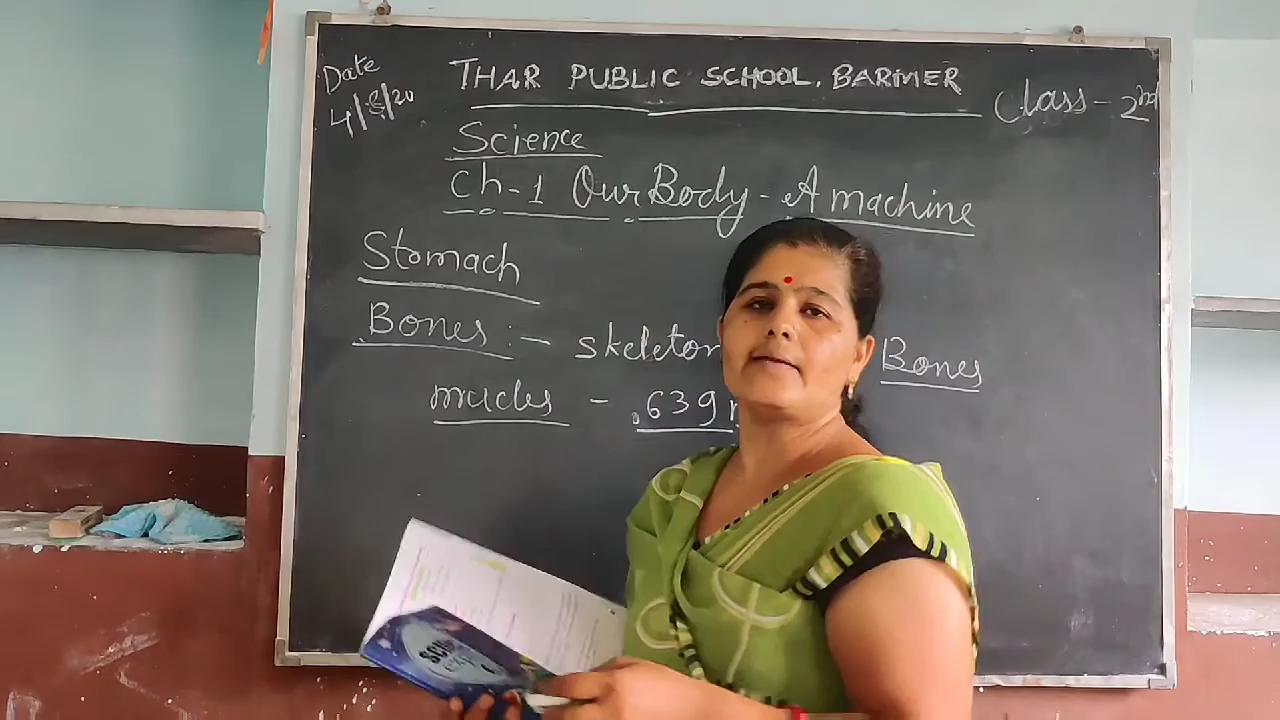 Date
4/8/20
THAR PUBLIC SCHOOL, BARMER
Class - 2nd
Science
Ch-1 Our Body - A machine
Stomach
Bones :- skeleton Bones
- .639